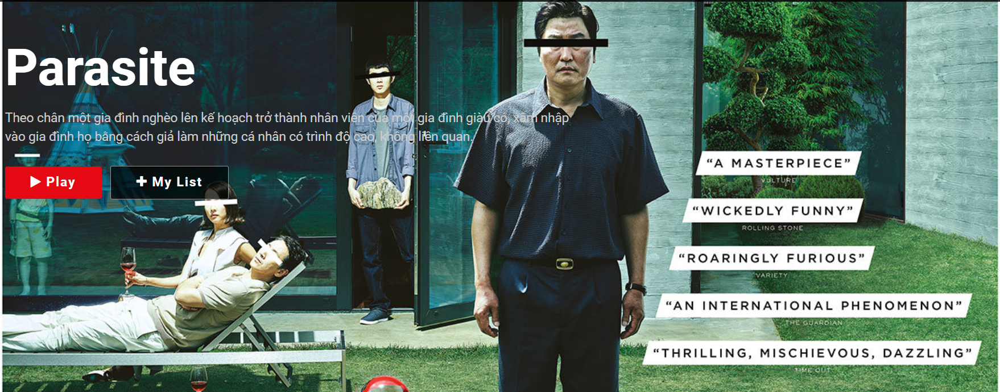 Parasite
Theo chân một gia đình nghèo lên kế hoạch trở thành nhân viên của một gia đình giàu có, xâm nhập
vào gia đình họ bằng cách giả làm những cá nhân có trình độ cao, không liên quan.
Play
My List
“A MASTERPIECE”
VULTURE
“WICKEDLY FUNNY”
ROLLING STONE
“ROARINGLY FURIOUS”
VARIETY
“AN INTERNATIONAL PHENOMENON”
THE GUARDIAN
“THRILLING, MISCHIEVOUS, DAZZLING”
TIME OUT